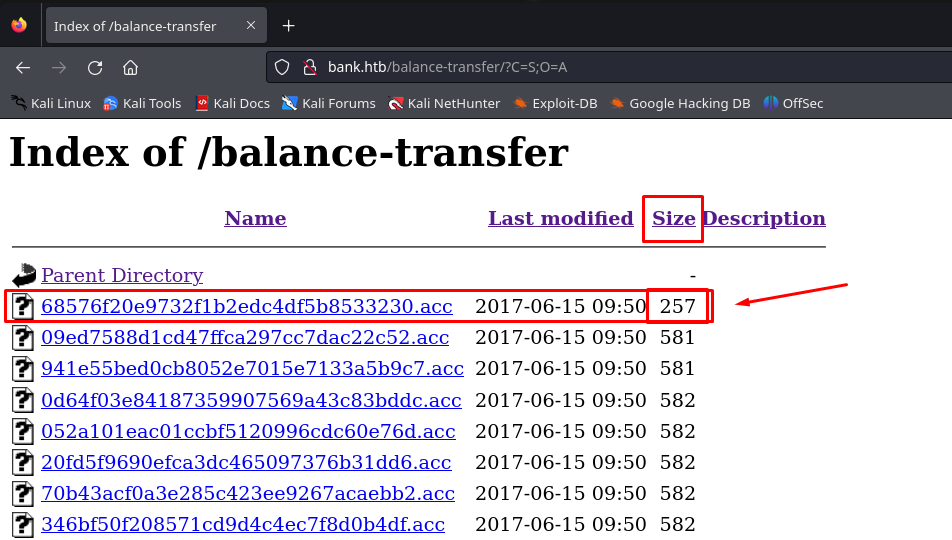 Index of /balance-transfer
bank.htb/balance-transfer/?C=S;O=A
Kali Linux Kali Tools Kali Docs Kali Forums Kali NetHunter Exploit-DB Google Hacking DB OffSec
Index of /balance-transfer
Name Last modified Size Description
Parent Directory -
68576f20e9732f1b2edc4df5b8533230.acc 2017-06-15 09:50 257
09ed7588d1cd47ffca297cc7dac22c52.acc 2017-06-15 09:50 581
941e55bed0cb8052e7015e7133a5b9c7.acc 2017-06-15 09:50 581
0d64f03e84187359907569a43c83bddc.acc 2017-06-15 09:50 582
052a101eac01ccbf5120996cdc60e76d.acc 2017-06-15 09:50 582
20fd5f9690efca3dc465097376b31dd6.acc 2017-06-15 09:50 582
70b43acf0a3e285c423ee9267acaebb2.acc 2017-06-15 09:50 582
346bf50f208571cd9d4c4ec7f8d0b4df.acc 2017-06-15 09:50 582